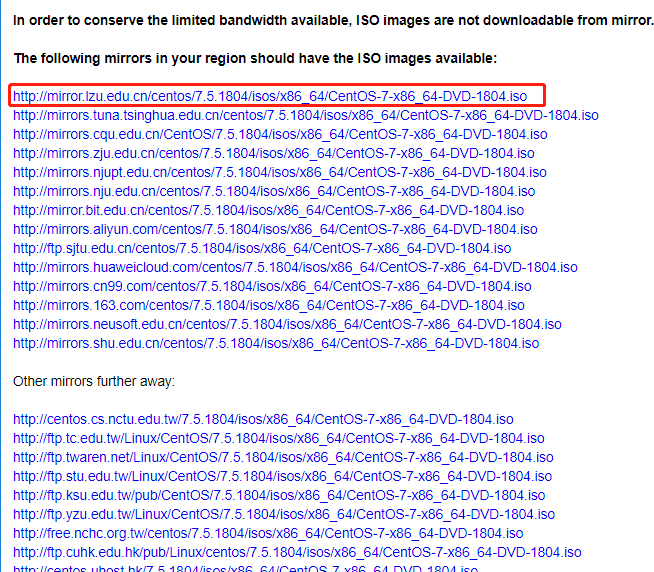 In order to conserve the limited bandwidth available, ISO images are not downloadable from mirror.
The following mirrors in your region should have the ISO images available:
http://mirror.lzu.edu.cn/centos/7.5.1804/isos/x86_64/CentOS-7-x86_64-DVD-1804.iso
http://mirrors.tuna.tsinghua.edu.cn/centos/7.5.1804/isos/x86_64/CentOS-7-x86_64-DVD-1804.iso
http://mirrors.cqu.edu.cn/CentOS/7.5.1804/isos/x86_64/CentOS-7-x86_64-DVD-1804.iso
http://mirrors.zju.edu.cn/centos/7.5.1804/isos/x86_64/CentOS-7-x86_64-DVD-1804.iso
http://mirrors.njupt.edu.cn/centos/7.5.1804/isos/x86_64/CentOS-7-x86_64-DVD-1804.iso
http://mirrors.nju.edu.cn/centos/7.5.1804/isos/x86_64/CentOS-7-x86_64-DVD-1804.iso
http://mirror.bit.edu.cn/centos/7.5.1804/isos/x86_64/CentOS-7-x86_64-DVD-1804.iso
http://mirrors.aliyun.com/centos/7.5.1804/isos/x86_64/CentOS-7-x86_64-DVD-1804.iso
http://ftp.sjtu.edu.cn/centos/7.5.1804/isos/x86_64/CentOS-7-x86_64-DVD-1804.iso
http://mirrors.huaweicloud.com/centos/7.5.1804/isos/x86_64/CentOS-7-x86_64-DVD-1804.iso
http://mirrors.cn99.com/centos/7.5.1804/isos/x86_64/CentOS-7-x86_64-DVD-1804.iso
http://mirrors.163.com/centos/7.5.1804/isos/x86_64/CentOS-7-x86_64-DVD-1804.iso
http://mirrors.neusoft.edu.cn/centos/7.5.1804/isos/x86_64/CentOS-7-x86_64-DVD-1804.iso
http://mirrors.shu.edu.cn/centos/7.5.1804/isos/x86_64/CentOS-7-x86_64-DVD-1804.iso
Other mirrors further away:
http://centos.cs.nctu.edu.tw/7.5.1804/isos/x86_64/CentOS-7-x86_64-DVD-1804.iso
http://ftp.tc.edu.tw/Linux/CentOS/7.5.1804/isos/x86_64/CentOS-7-x86_64-DVD-1804.iso
http://ftp.twaren.net/Linux/CentOS/7.5.1804/isos/x86_64/CentOS-7-x86_64-DVD-1804.iso
http://ftp.stu.edu.tw/Linux/CentOS/7.5.1804/isos/x86_64/CentOS-7-x86_64-DVD-1804.iso
http://ftp.ksu.edu.tw/pub/CentOS/7.5.1804/isos/x86_64/CentOS-7-x86_64-DVD-1804.iso
http://ftp.yzu.edu.tw/Linux/CentOS/7.5.1804/isos/x86_64/CentOS-7-x86_64-DVD-1804.iso
http://free.nchc.org.tw/centos/7.5.1804/isos/x86_64/CentOS-7-x86_64-DVD-1804.iso
http://ftp.cuhk.edu.hk/pub/Linux/centos/7.5.1804/isos/x86_64/CentOS-7-x86_64-DVD-1804.iso
http://centos.uhost.hk/7.5.1804/isos/x86_64/CentOS-7-x86_64-DVD-1804.iso